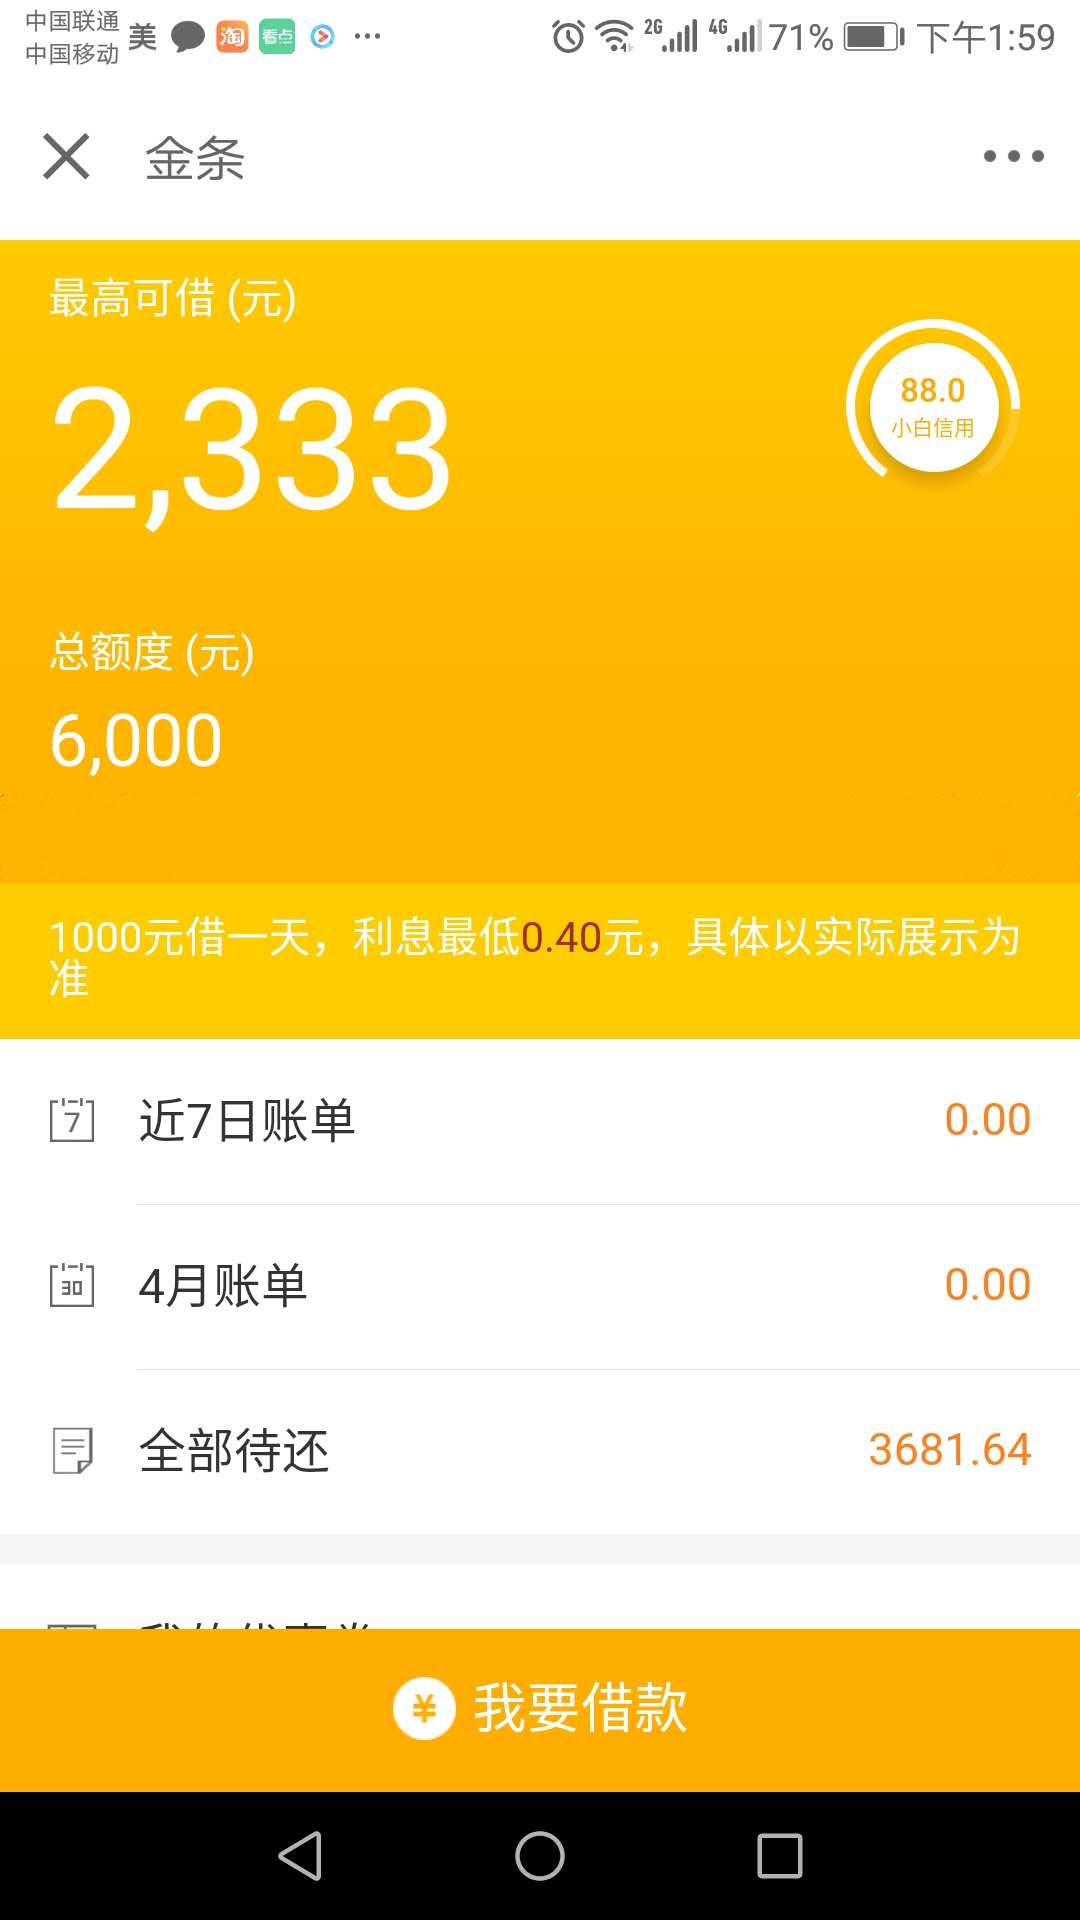 中国联通
中国移动
美
淘
看点
2G
4G
71%
下午1:59
金条
最高可借 (元)
2,333
88.0
小白信用
总额度 (元)
6,000
1000元借一天，利息最低0.40元，具体以实际展示为
准
7
近7日账单
0.00
30
4月账单
0.00
全部待还
3681.64
¥ 我要借款